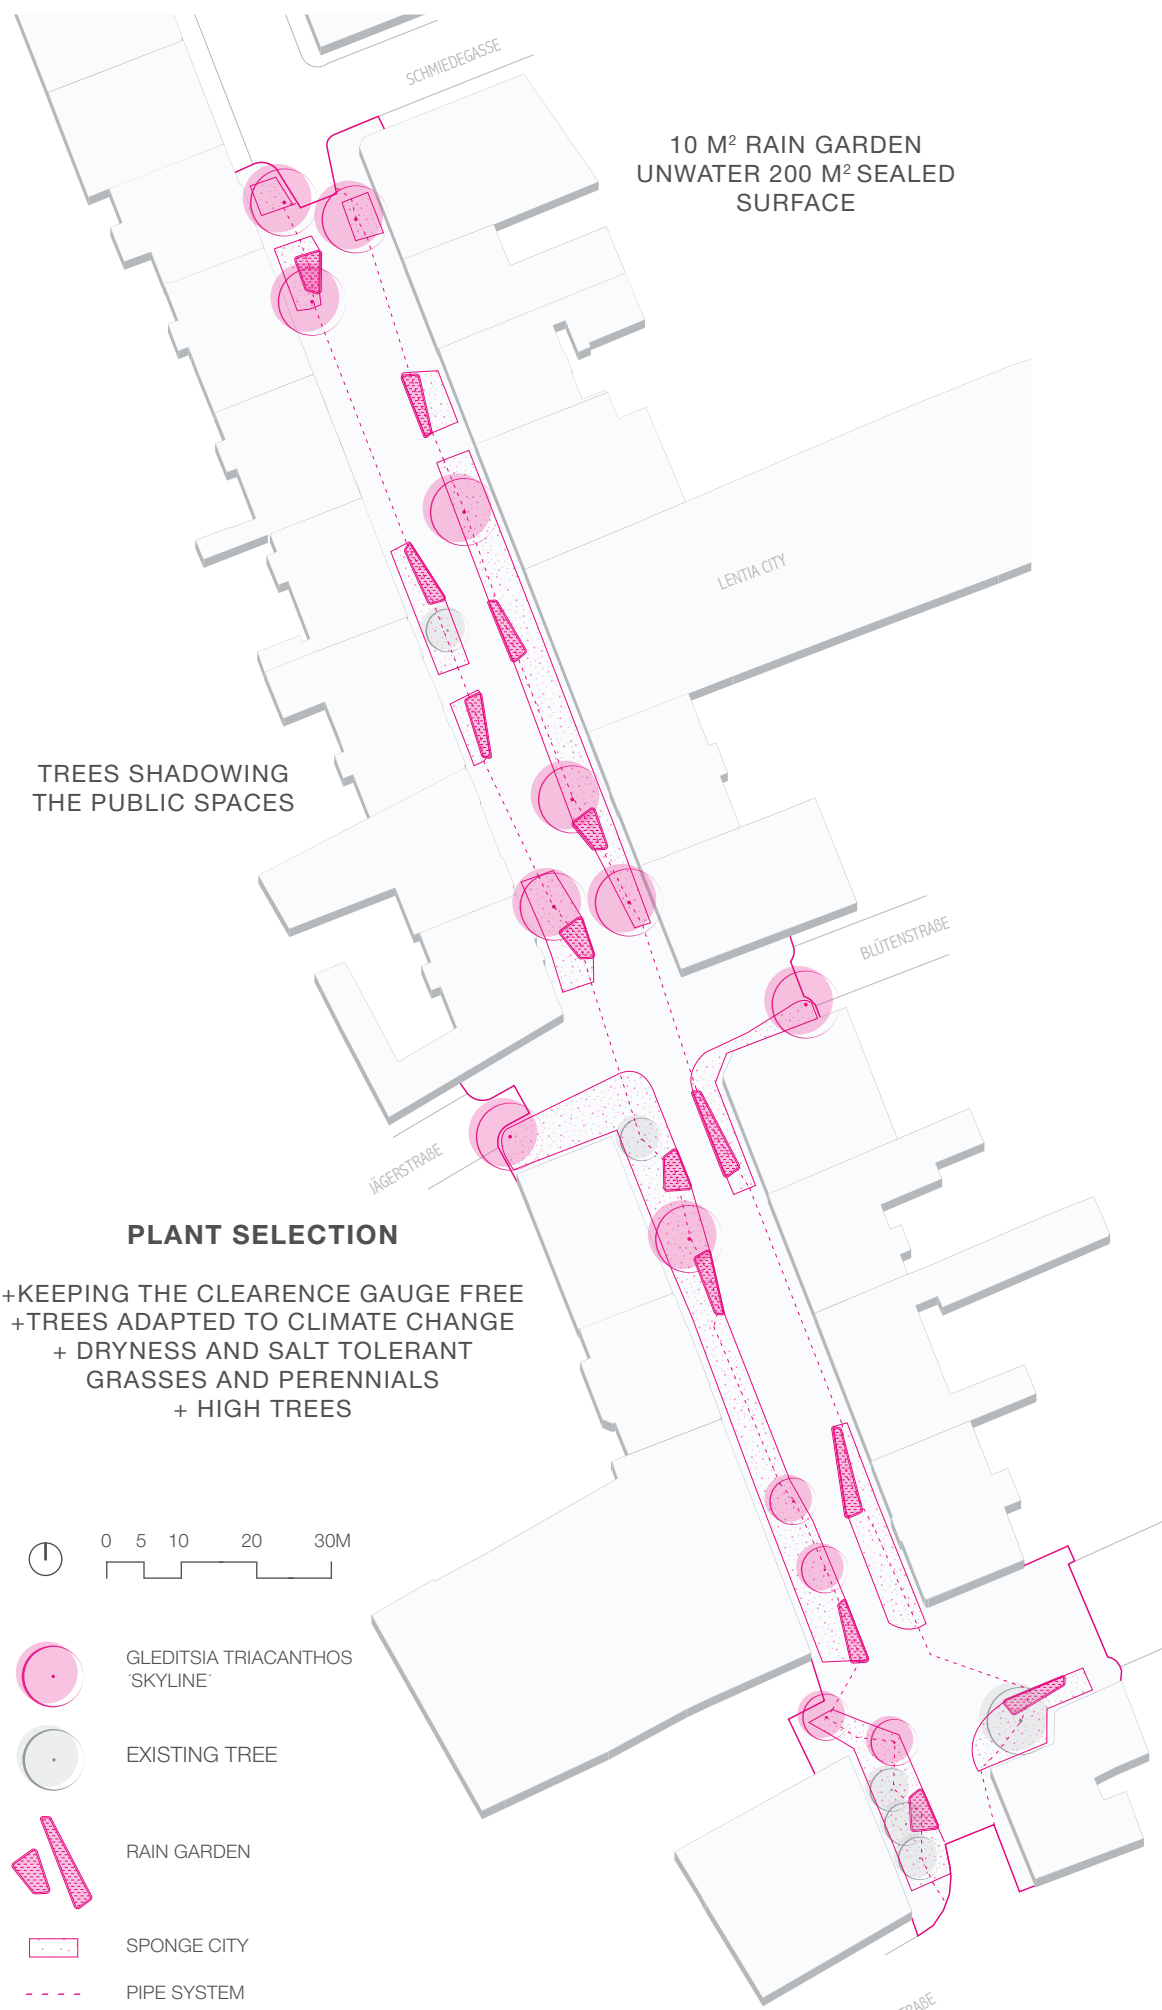 SCHMIEDEGASSE
10 M² RAIN GARDEN
UNWATER 200 M² SEALED
SURFACE
LENTIA CITY
TREES SHADOWING
THE PUBLIC SPACES
BLÜTENSTRAẞE
JÄGERSTRAẞE
PLANT SELECTION
+KEEPING THE CLEARENCE GAUGE FREE
+TREES ADAPTED TO CLIMATE CHANGE
+ DRYNESS AND SALT TOLERANT
GRASSES AND PERENNIALS
+ HIGH TREES
0 5 10 20 30M
GLEDITSIA TRIACANTHOS
´SKYLINE´
EXISTING TREE
RAIN GARDEN
SPONGE CITY
PIPE SYSTEM